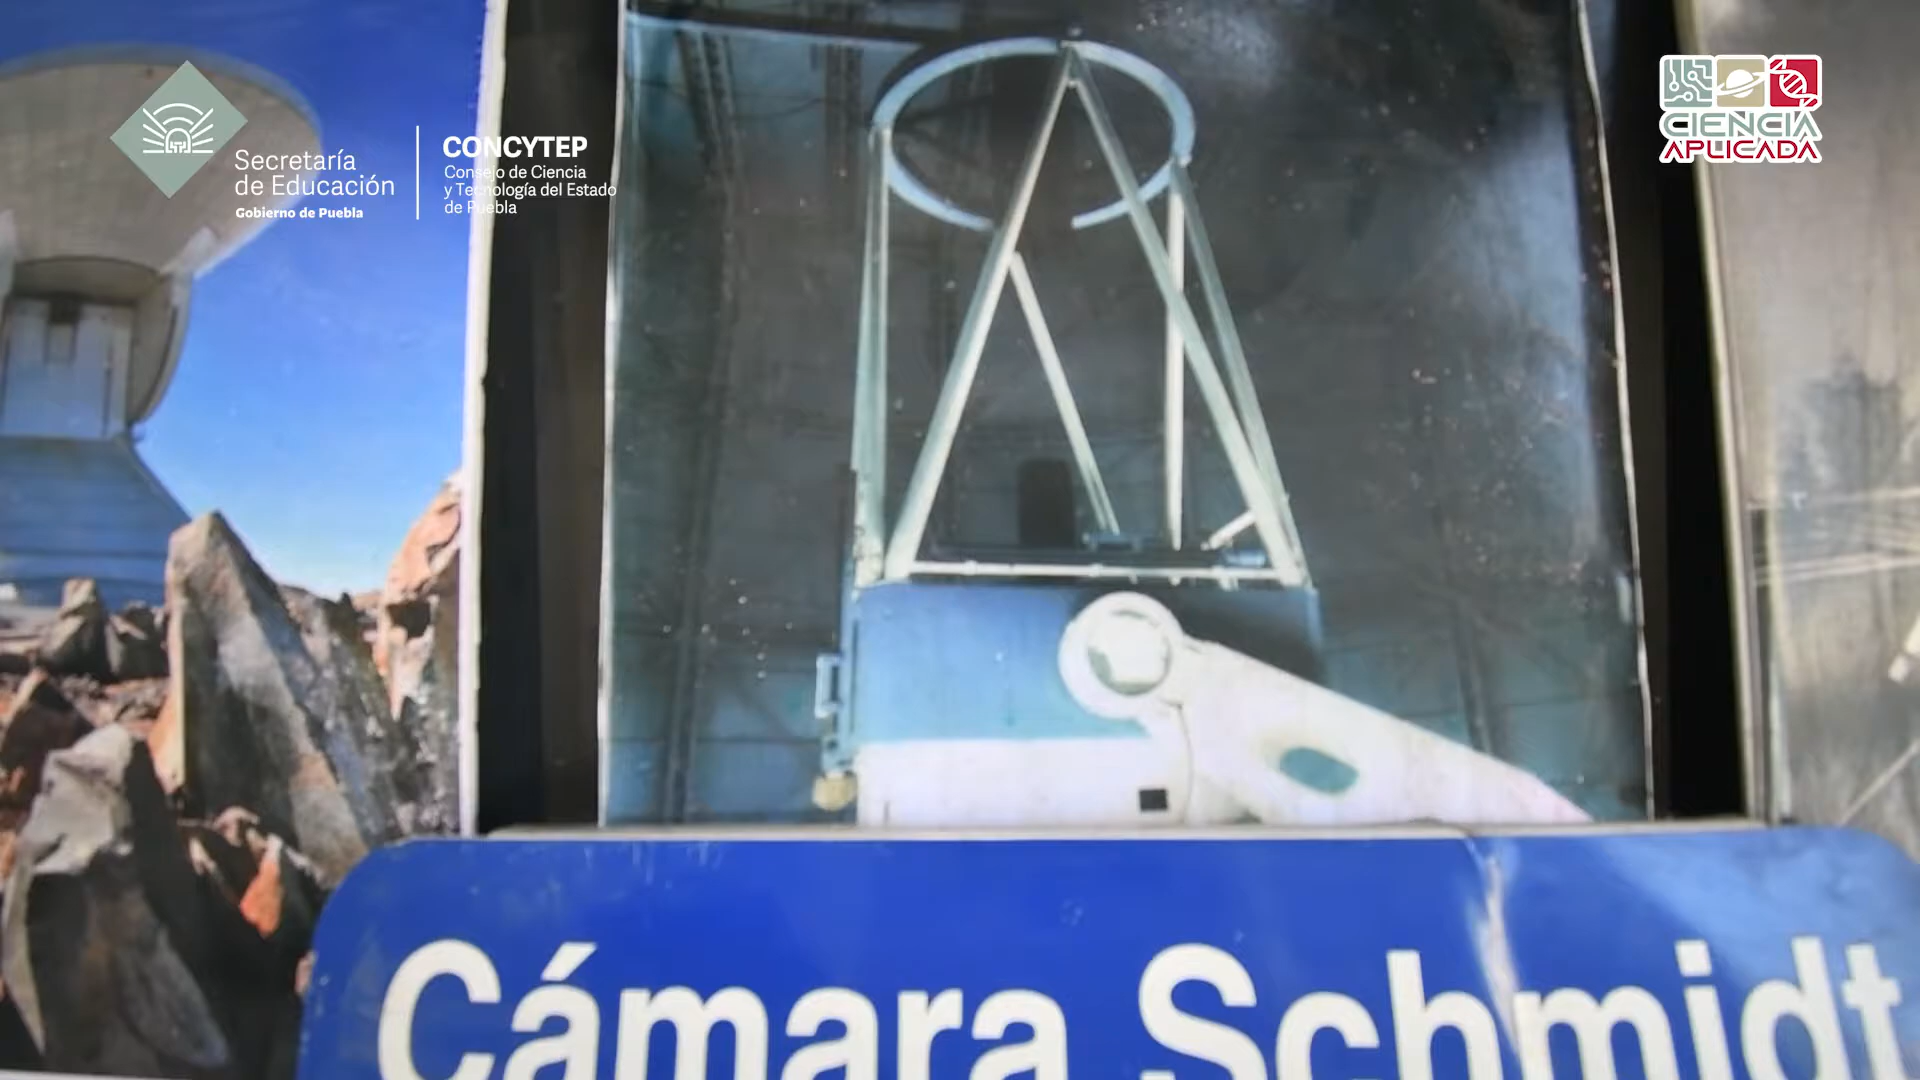 Secretaría
de Educación
Gobierno de Puebla
CONCYTEP
Consejo de Ciencia
y Tecnología del Estado
de Puebla
CIENCIA
APLICADA
Cámara Schmidt